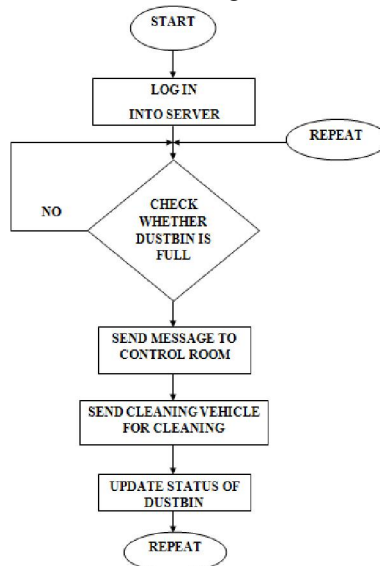 START
LOG IN
INTO SERVER
REPEAT
NO
CHECK
WHETHER
DUSTBIN IS
FULL
SEND MESSAGE TO
CONTROL ROOM
SEND CLEANING VEHICLE
FOR CLEANING
UPDATE STATUS OF
DUSTBIN
REPEAT